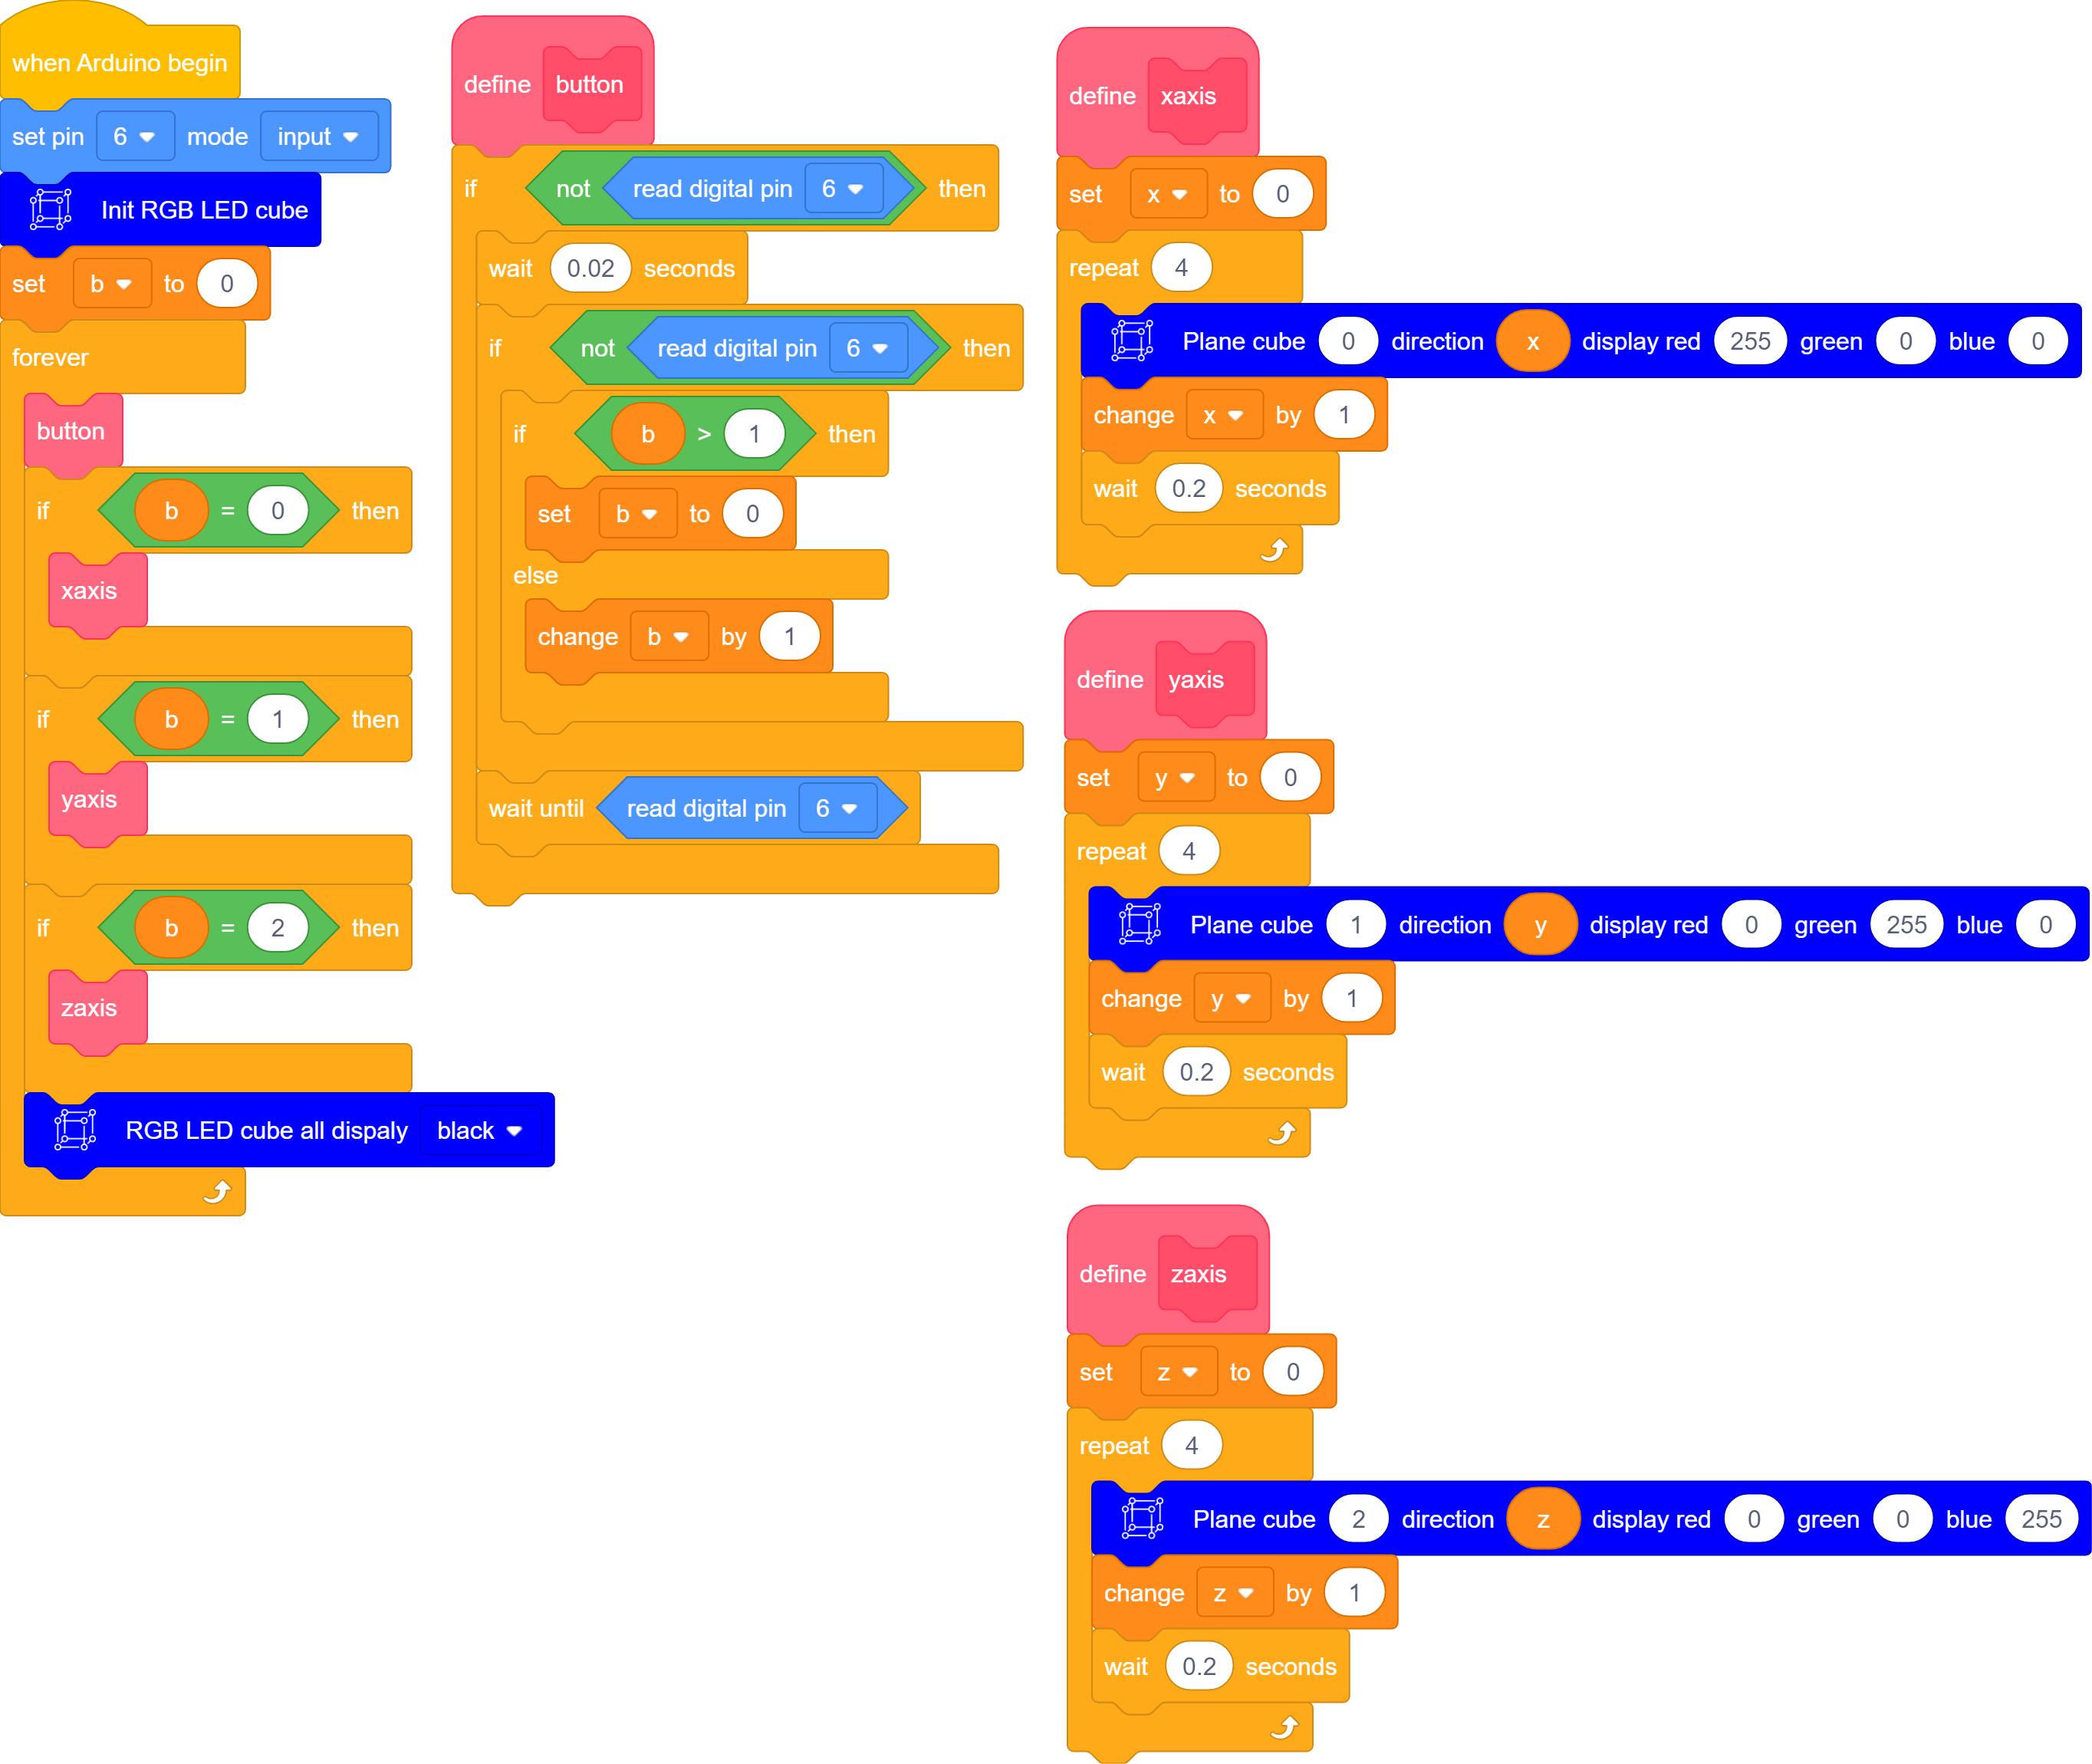 when Arduino begin
set pin 6 mode input
Init RGB LED cube
set b to 0
forever
button
if b = 0 then
xaxis
if b = 1 then
yaxis
if b = 2 then
zaxis
RGB LED cube all dispaly black
define button
if not read digital pin 6 then
wait 0.02 seconds
if not read digital pin 6 then
if b > 1 then
set b to 0
else
change b by 1
wait until read digital pin 6
define xaxis
set x to 0
repeat 4
Plane cube 0 direction x display red 255 green 0 blue 0
change x by 1
wait 0.2 seconds
define yaxis
set y to 0
repeat 4
Plane cube 1 direction y display red 0 green 255 blue 0
change y by 1
wait 0.2 seconds
define zaxis
set z to 0
repeat 4
Plane cube 2 direction z display red 0 green 0 blue 255
change z by 1
wait 0.2 seconds